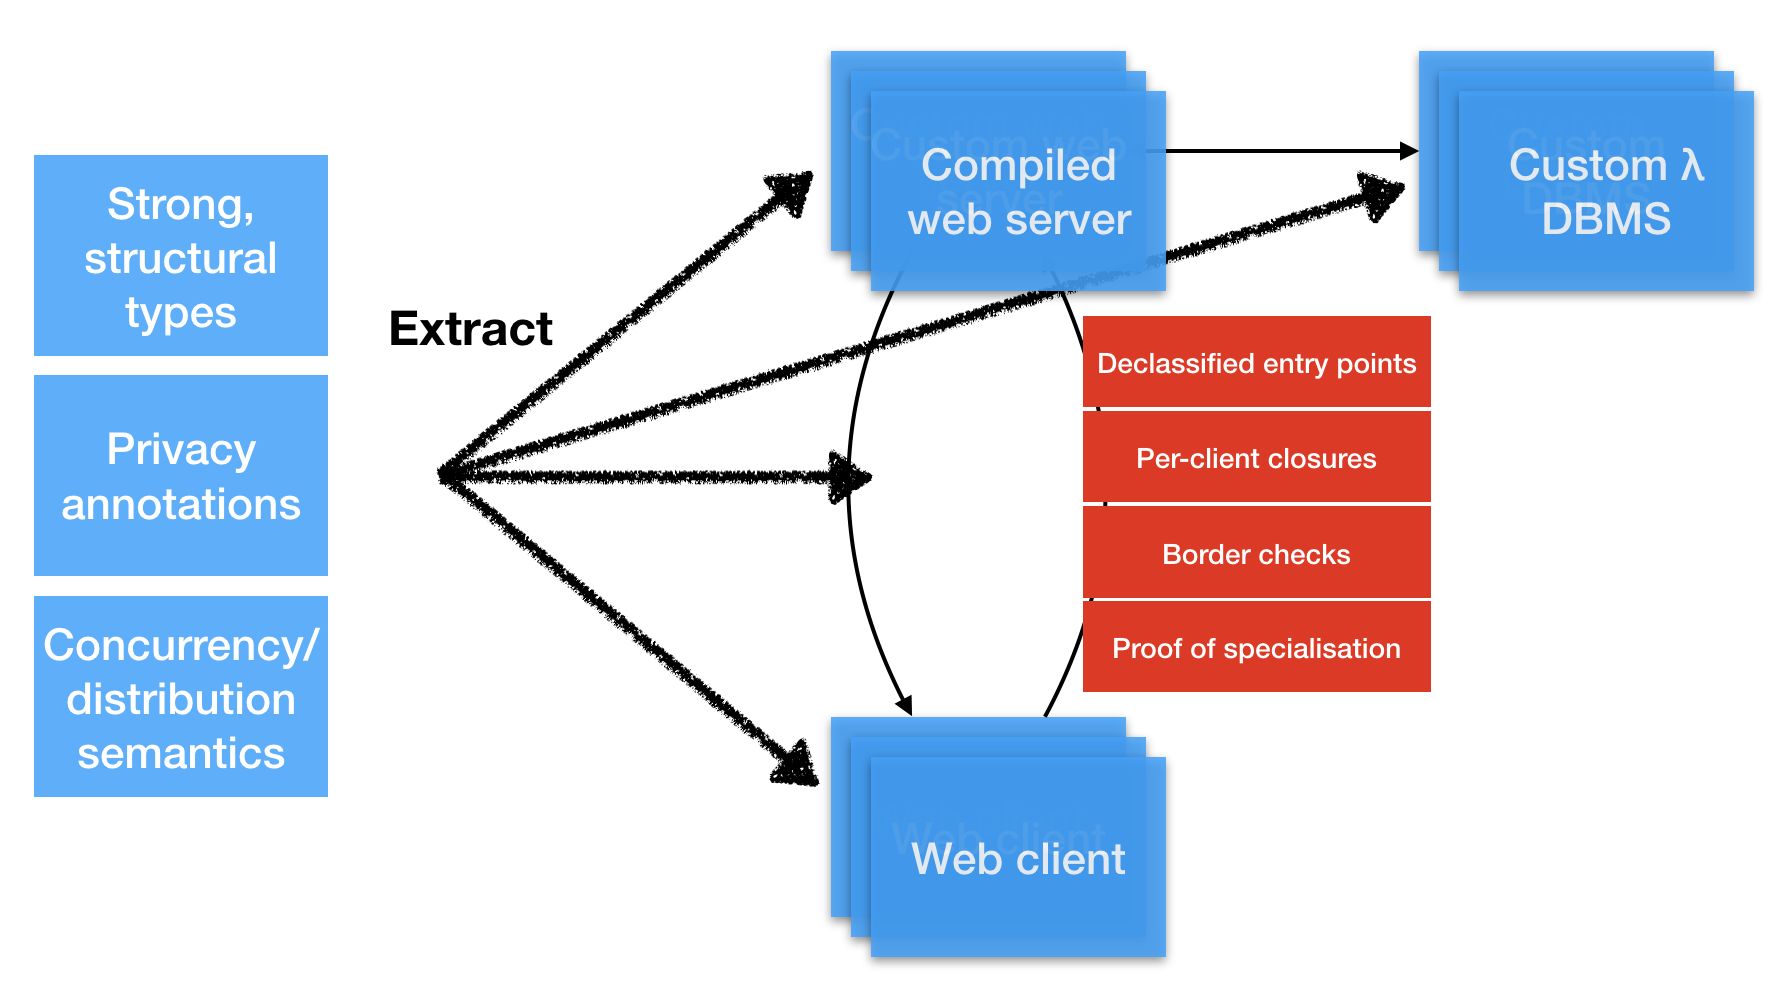 Strong,
structural
types
Privacy
annotations
Concurrency/
distribution
semantics
Extract
Compiled
web server
Custom λ
DBMS
Declassified entry points
Per-client closures
Border checks
Proof of specialisation
Web client